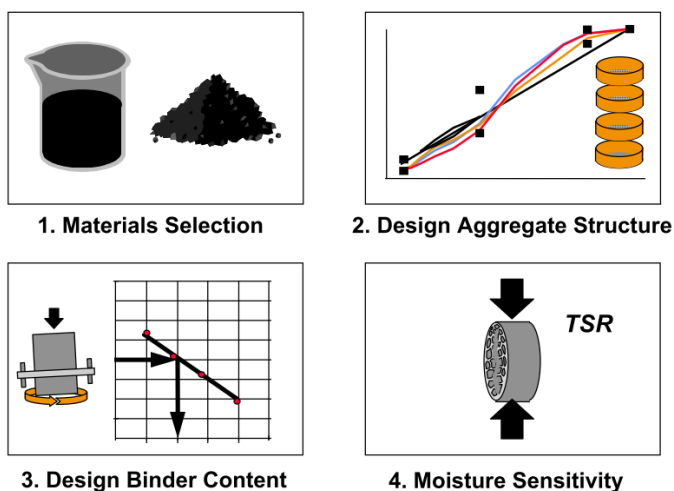 1. Materials Selection
2. Design Aggregate Structure
TSR
3. Design Binder Content
4. Moisture Sensitivity